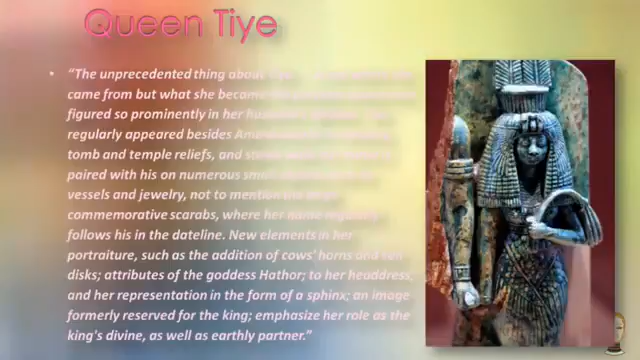 Queen Tiye
• "The unprecedented thing about
came from but what she became
figured so prominently in her
regularly appeared besides
tomb and temple reliefs, and
paired with his on numerous small
vessels and jewelry, not to mention the large
commemorative scarabs, where her name regularly
follows his in the dateline. New elements in her
portraiture, such as the addition of cows' horns and sun
disks; attributes of the goddess Hathor; to her headdress,
and her representation in the form of a sphinx; an image
formerly reserved for the king; emphasize her role as the
king's divine, as well as earthly partner."